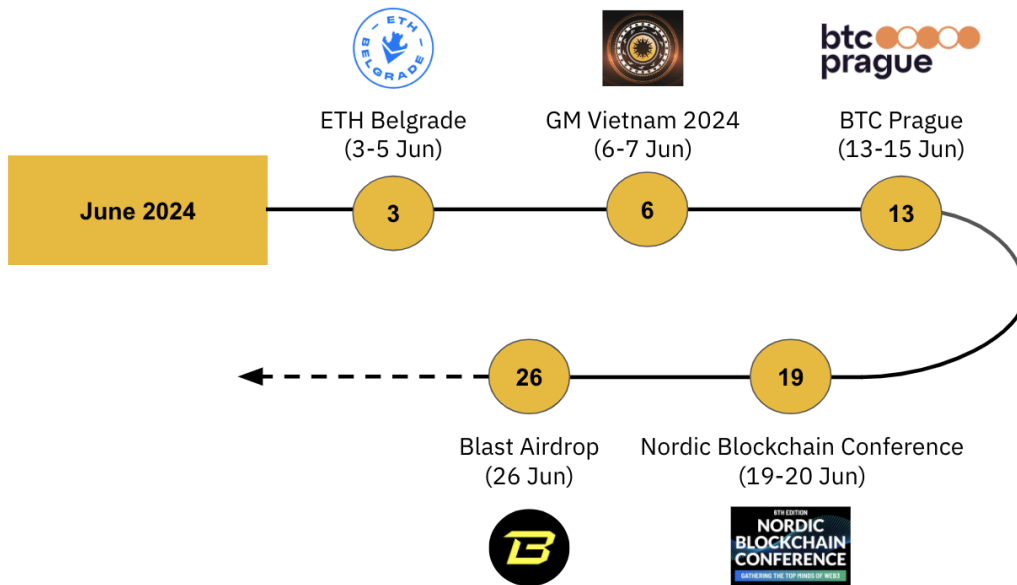 ETH
BELGRADE
btc
prague
ETH Belgrade
(3-5 Jun)
GM Vietnam 2024
(6-7 Jun)
BTC Prague
(13-15 Jun)
June 2024
3
6
13
26
19
Blast Airdrop
(26 Jun)
Nordic Blockchain Conference
(19-20 Jun)
6TH EDITION
NORDIC
BLOCKCHAIN
CONFERENCE
GATHERING THE TOP MINDS OF WEB3